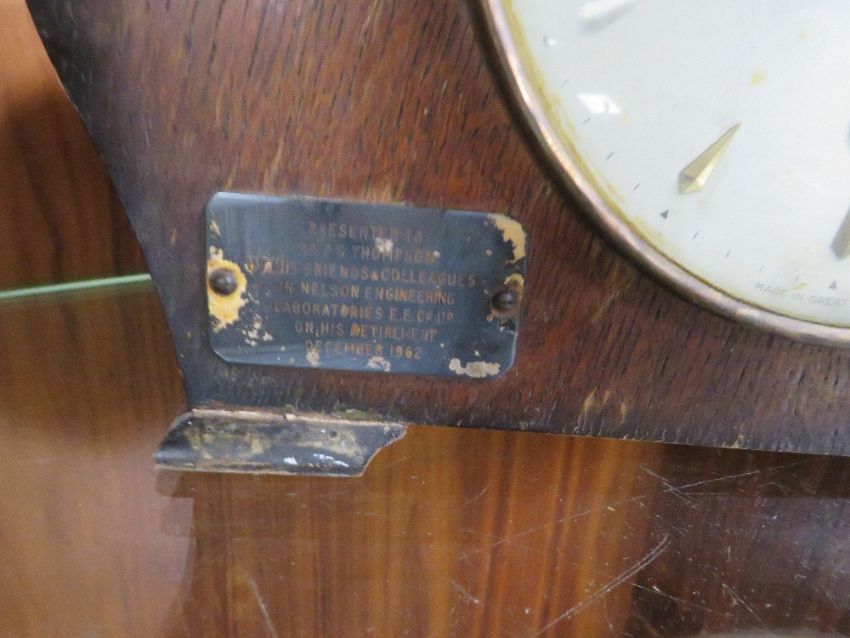 PRESENTED TO
F S THOMPSON
BY HIS FRIENDS & COLLEAGUES
IN NELSON ENGINEERING
LABORATORIES E.E.Co LTD
ON HIS RETIREMENT
DECEMBER 1962
MADE IN GREAT